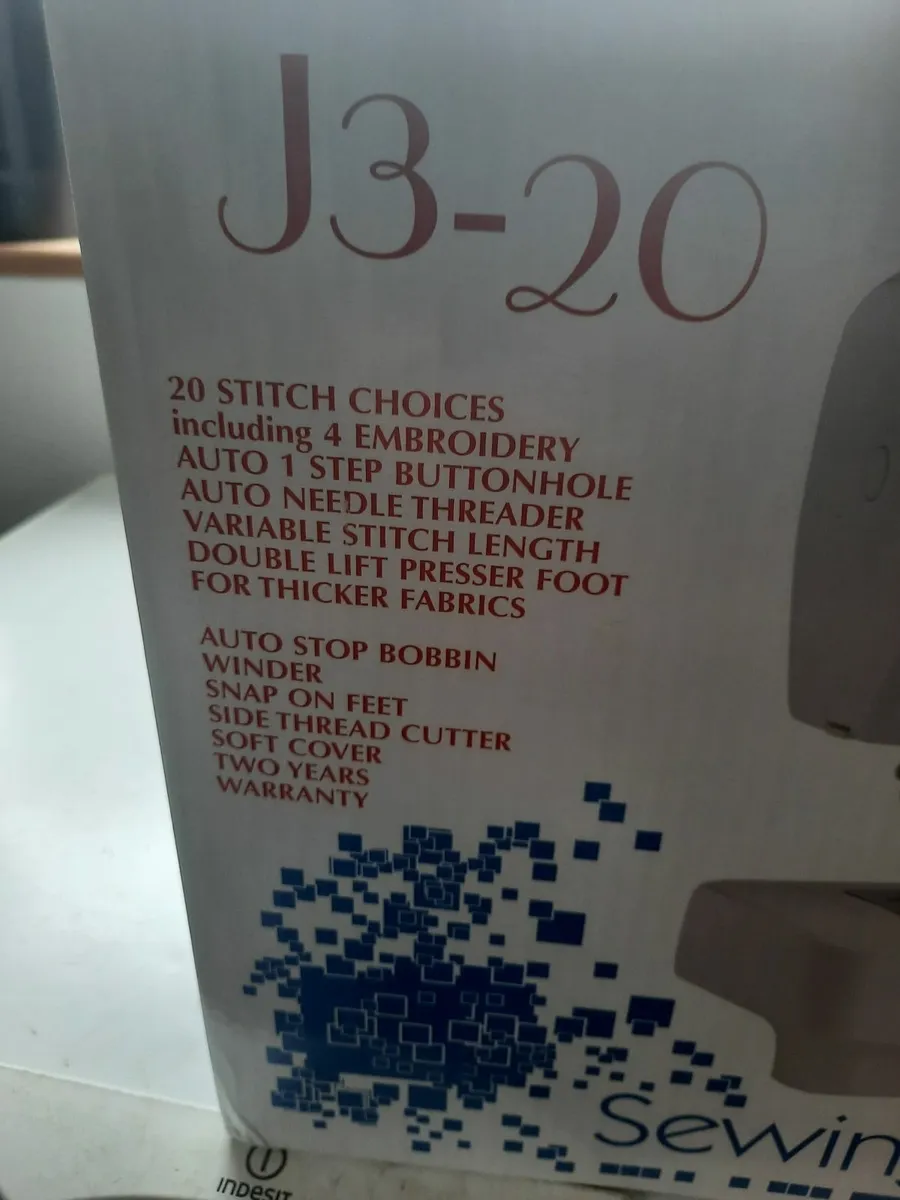 J3-20
20 STITCH CHOICES
including 4 EMBROIDERY
AUTO 1 STEP BUTTONHOLE
AUTO NEEDLE THREADER
VARIABLE STITCH LENGTH
DOUBLE LIFT PRESSER FOOT
FOR THICKER FABRICS
AUTO STOP BOBBIN
WINDER
SNAP ON FEET
SIDE THREAD CUTTER
SOFT COVER
TWO YEARS
WARRANTY
Sewin
INDESIT